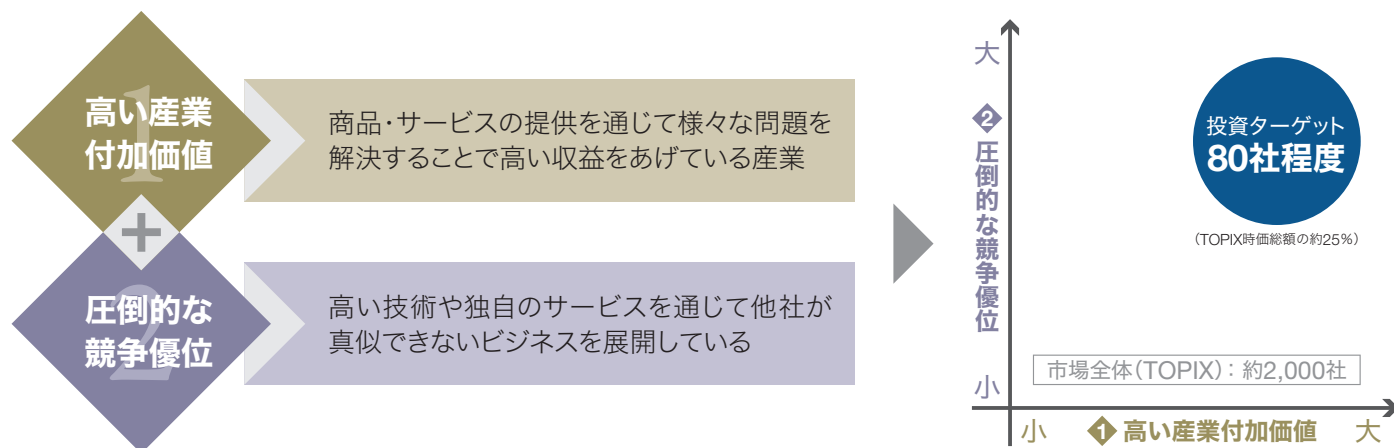 1
高い産業
付加価値
商品・サービスの提供を通じて様々な問題を
解決することで高い収益をあげている産業
+
2
圧倒的な
競争優位
高い技術や独自のサービスを通じて他社が
真似できないビジネスを展開している
大
2 圧倒的な競争優位
小
投資ターゲット
80社程度
(TOPIX時価総額の約25%)
市場全体(TOPIX):約2,000社
小 1 高い産業付加価値 大